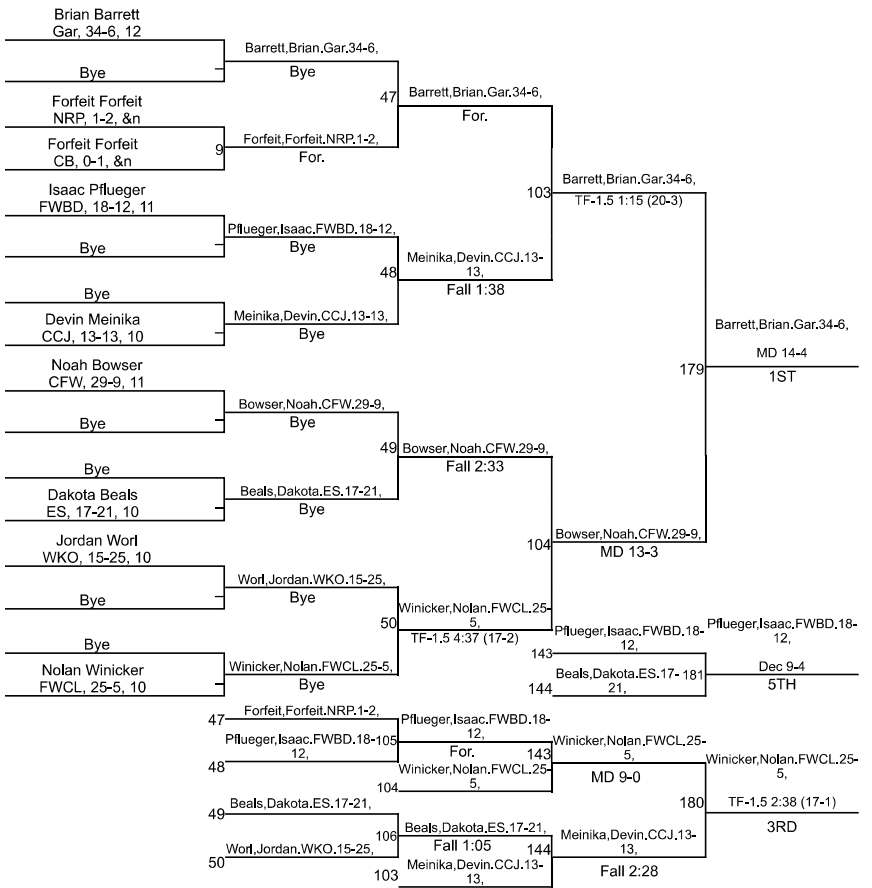 Brian Barrett
Gar, 34-6, 12
Barrett,Brian.Gar.34-6,
Bye
Bye
47
Barrett,Brian.Gar.34-6,
For.
Forfeit Forfeit
NRP, 1-2, &n
Forfeit Forfeit
CB, 0-1, &n
9
Forfeit,Forfeit.NRP.1-2,
For.
103
Barrett,Brian.Gar.34-6,
TF-1.5 1:15 (20-3)
Isaac Pflueger
FWBD, 18-12, 11
Pflueger,Isaac.FWBD.18-12,
Bye
Bye
48
Meinika,Devin.CCJ.13-
13,
Fall 1:38
Bye
Devin Meinika
CCJ, 13-13, 10
Meinika,Devin.CCJ.13-13,
Bye
179
Barrett,Brian.Gar.34-6,
MD 14-4
1ST
Noah Bowser
CFW, 29-9, 11
Bowser,Noah.CFW.29-9,
Bye
Bye
49
Bowser,Noah.CFW.29-9,
Fall 2:33
Bye
Dakota Beals
ES, 17-21, 10
Beals,Dakota.ES.17-21,
Bye
104
Bowser,Noah.CFW.29-9,
MD 13-3
Jordan Worl
WKO, 15-25, 10
Worl,Jordan.WKO.15-25,
Bye
Bye
50
Winicker,Nolan.FWCL.25-
5,
TF-1.5 4:37 (17-2)
Bye
Nolan Winicker
FWCL, 25-5, 10
Winicker,Nolan.FWCL.25-5,
Bye
143
Pflueger,Isaac.FWBD.18-
12,
144
Beals,Dakota.ES.17-
21,
181
Pflueger,Isaac.FWBD.18-
12,
Dec 9-4
5TH
47
Forfeit,Forfeit.NRP.1-2,
48
Pflueger,Isaac.FWBD.18-
12,
105
Pflueger,Isaac.FWBD.18-
12,
For.
104
Winicker,Nolan.FWCL.25-
5,
143
Winicker,Nolan.FWCL.25-
5,
MD 9-0
49
Beals,Dakota.ES.17-21,
50
Worl,Jordan.WKO.15-25,
106
Beals,Dakota.ES.17-21,
Fall 1:05
103
Meinika,Devin.CCJ.13-
13,
144
Meinika,Devin.CCJ.13-
13,
Fall 2:28
180
Winicker,Nolan.FWCL.25-
5,
TF-1.5 2:38 (17-1)
3RD